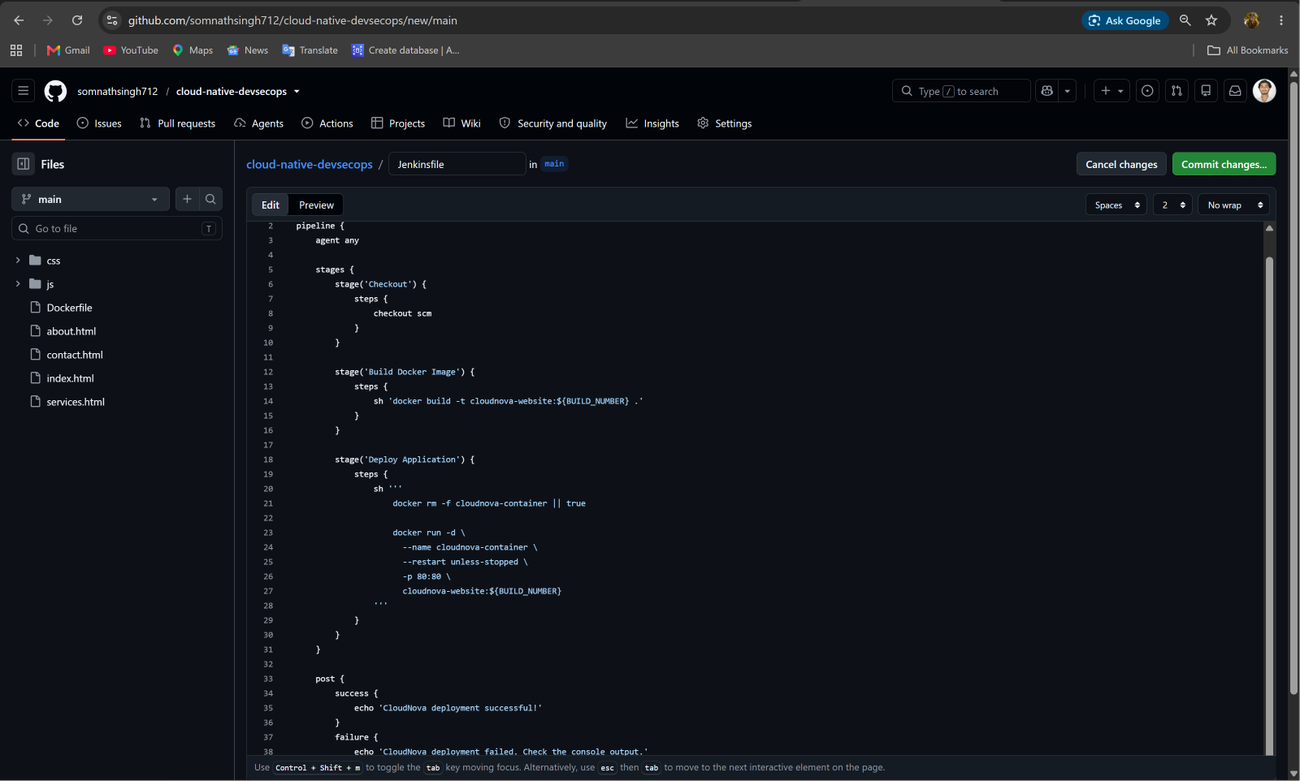 github.com/somnathsingh712/cloud-native-devsecops/new/main
Ask Google
Gmail
YouTube
Maps
News
Translate
Create database | A...
All Bookmarks
somnathsingh712 / cloud-native-devsecops
Type / to search
Code
Issues
Pull requests
Agents
Actions
Projects
Wiki
Security and quality
Insights
Settings
Files
main
Go to file
T
css
js
Dockerfile
about.html
contact.html
index.html
services.html
cloud-native-devsecops / Jenkinsfile in main
Cancel changes
Commit changes...
Edit
Preview
Spaces
2
No wrap
2 pipeline {
3 agent any
4
5 stages {
6 stage('Checkout') {
7 steps {
8 checkout scm
9 }
10 }
11
12 stage('Build Docker Image') {
13 steps {
14 sh 'docker build -t cloudnova-website:${BUILD_NUMBER} .'
15 }
16 }
17
18 stage('Deploy Application') {
19 steps {
20 sh '''
21 docker rm -f cloudnova-container || true
22
23 docker run -d \
24 --name cloudnova-container \
25 --restart unless-stopped \
26 -p 80:80 \
27 cloudnova-website:${BUILD_NUMBER}
28 '''
29 }
30 }
31 }
32
33 post {
34 success {
35 echo 'CloudNova deployment successful!'
36 }
37 failure {
38 echo 'CloudNova deployment failed. Check the console output.'
Use Control + Shift + m to toggle the tab key moving focus. Alternatively, use esc then tab to move to the next interactive element on the page.